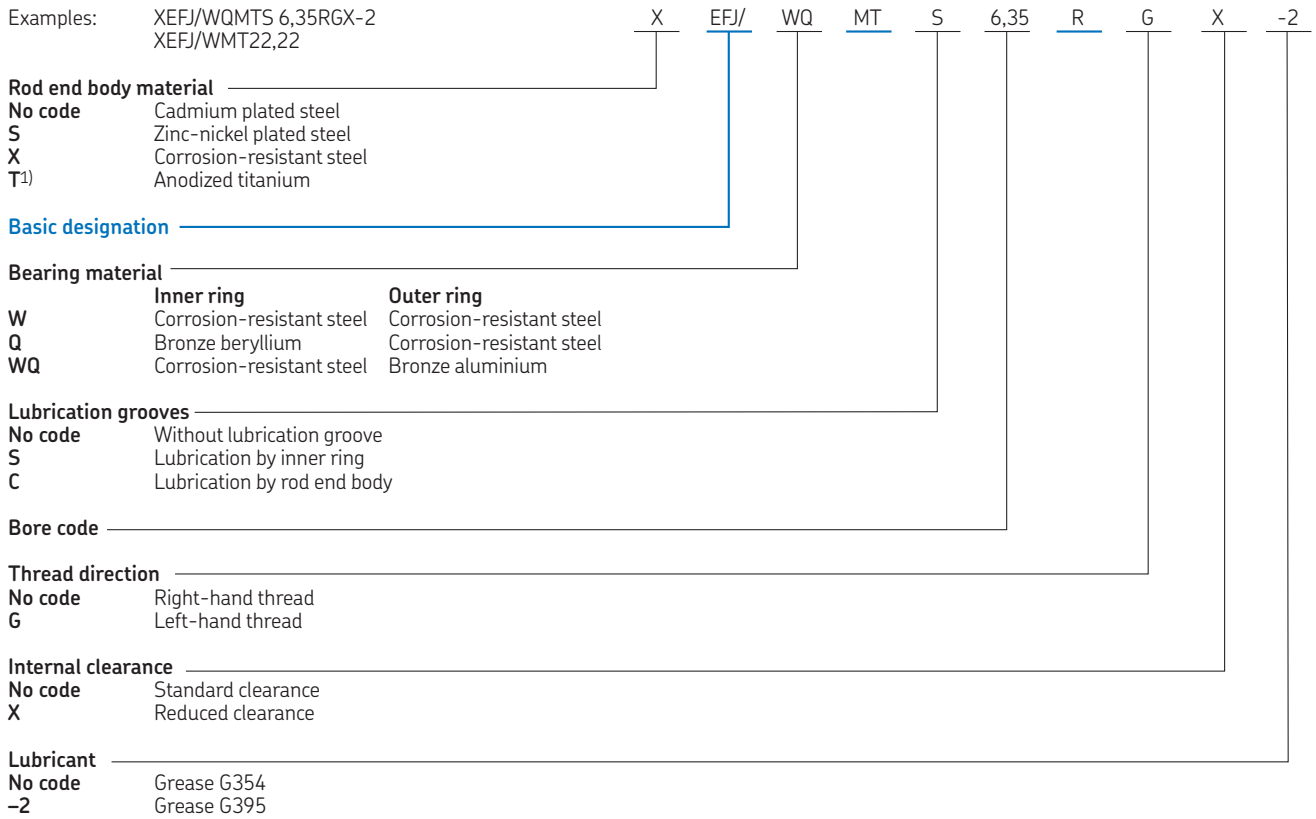 Examples: XEFJ/WQMTS 6,35RGX-2 X EFJ/ WQ MT S 6,35 R G X -2
XEFJ/WMT22,22
Rod end body material
No code Cadmium plated steel
S Zinc-nickel plated steel
X Corrosion-resistant steel
T1) Anodized titanium
Basic designation
Bearing material
Inner ring Outer ring
W Corrosion-resistant steel Corrosion-resistant steel
Q Bronze beryllium Corrosion-resistant steel
WQ Corrosion-resistant steel Bronze aluminium
Lubrication grooves
No code Without lubrication groove
S Lubrication by inner ring
C Lubrication by rod end body
Bore code
Thread direction
No code Right-hand thread
G Left-hand thread
Internal clearance
No code Standard clearance
X Reduced clearance
Lubricant
No code Grease G354
–2 Grease G395